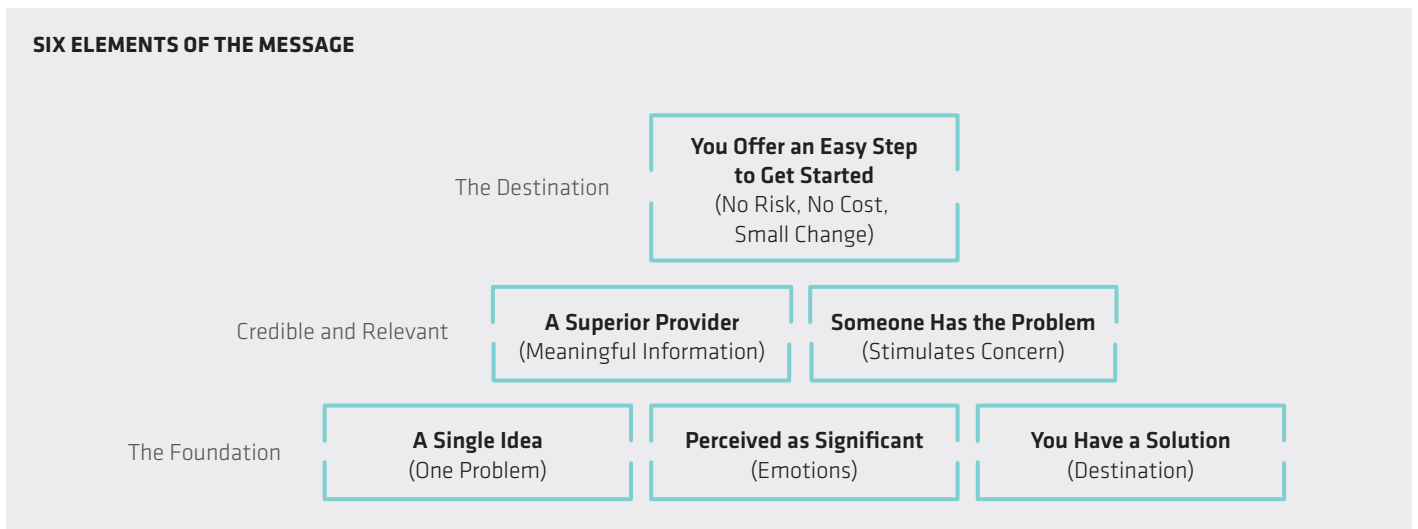 SIX ELEMENTS OF THE MESSAGE
The Destination
You Offer an Easy Step
to Get Started
(No Risk, No Cost,
Small Change)
Credible and Relevant
A Superior Provider
(Meaningful Information)
Someone Has the Problem
(Stimulates Concern)
The Foundation
A Single Idea
(One Problem)
Perceived as Significant
(Emotions)
You Have a Solution
(Destination)